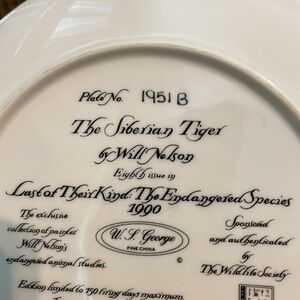 Plate No. 1951 B
The Siberian Tiger
by Will Nelson
Eighth issue in
Last of Their Kind: The Endangered Species
1990
The exclusive
collection of painter
Will Nelson's
endangered animal studies.
W. S. George
FINE CHINA
©
Sponsored
and authenticated
by
The Wildlife Society
Edition limited to 150 firing days maximum